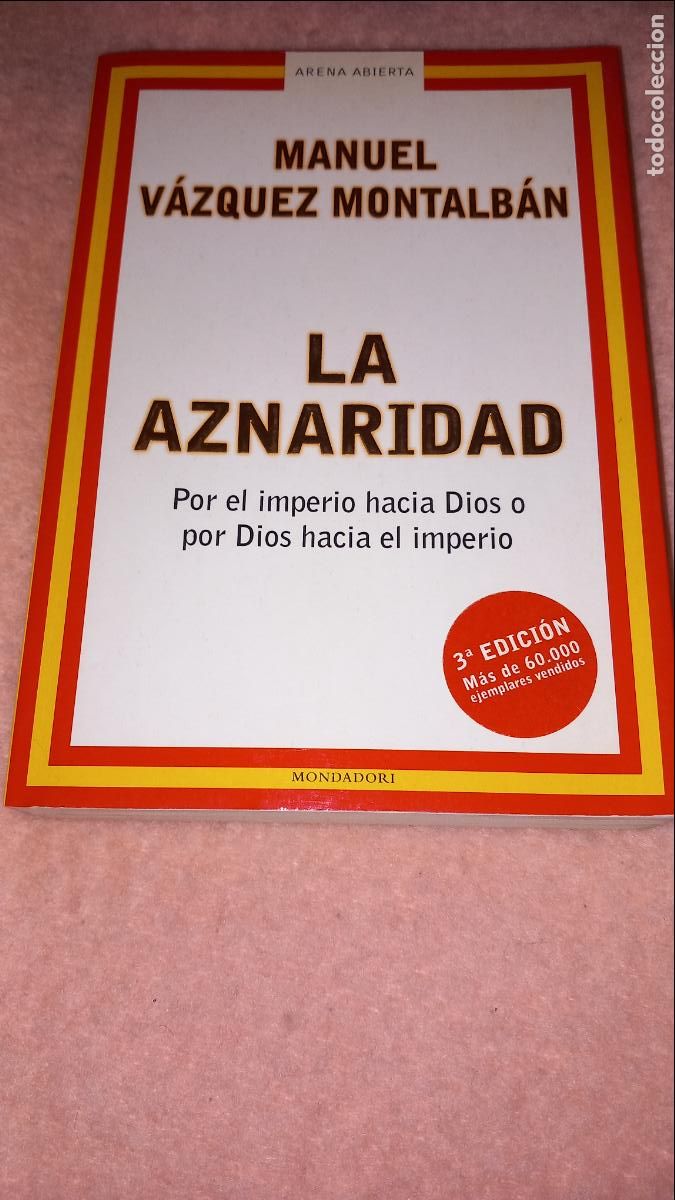 todocoleccion
ARENA ABIERTA
MANUEL
VÁZQUEZ MONTALBÁN
LA
AZNARIDAD
Por el imperio hacia Dios o
por Dios hacia el imperio
3ª EDICIÓN
Más de 60.000
ejemplares vendidos
MONDADORI